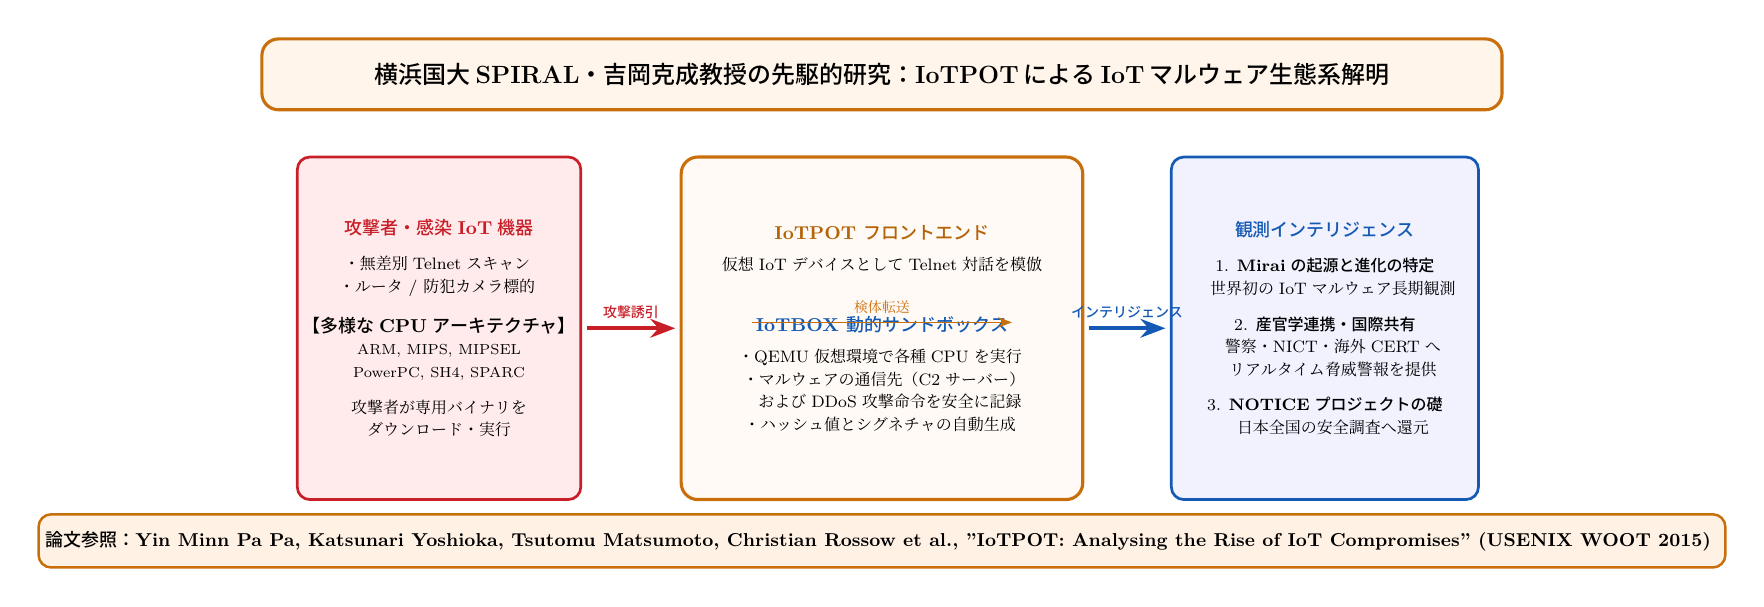 横浜国大 SPIRAL・吉岡克成教授の先駆的研究：IoTPOT による IoT マルウェア生態系解明
攻撃者・感染 IoT 機器
・無差別 Telnet スキャン
・ルータ / 防犯カメラ標的
【多様な CPU アーキテクチャ】
ARM, MIPS, MIPSEL
PowerPC, SH4, SPARC
攻撃者が専用バイナリを
ダウンロード・実行
攻撃誘引
IoTPOT フロントエンド
仮想 IoT デバイスとして Telnet 対話を模倣
検体転送
IoTBOX 動的サンドボックス
・QEMU 仮想環境で各種 CPU を実行
・マルウェアの通信先（C2 サーバー）
および DDoS 攻撃命令を安全に記録
・ハッシュ値とシグネチャの自動生成
インテリジェンス
観測インテリジェンス
1. Mirai の起源と進化の特定
世界初の IoT マルウェア長期観測
2. 産官学連携・国際共有
警察・NICT・海外 CERT へ
リアルタイム脅威警報を提供
3. NOTICE プロジェクトの礎
日本全国の安全調査へ還元
論文参照：Yin Minn Pa Pa, Katsunari Yoshioka, Tsutomu Matsumoto, Christian Rossow et al., ”IoTPOT: Analysing the Rise of IoT Compromises” (USENIX WOOT 2015)